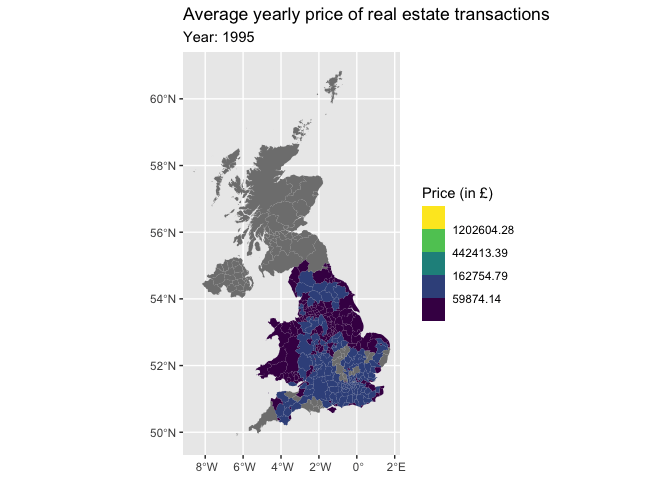 Average yearly price of real estate transactions
Year: 1995
60°N
58°N
56°N
54°N
52°N
50°N
8°W 6°W 4°W 2°W 0° 2°E
Price (in £)
1202604.28
442413.39
162754.79
59874.14